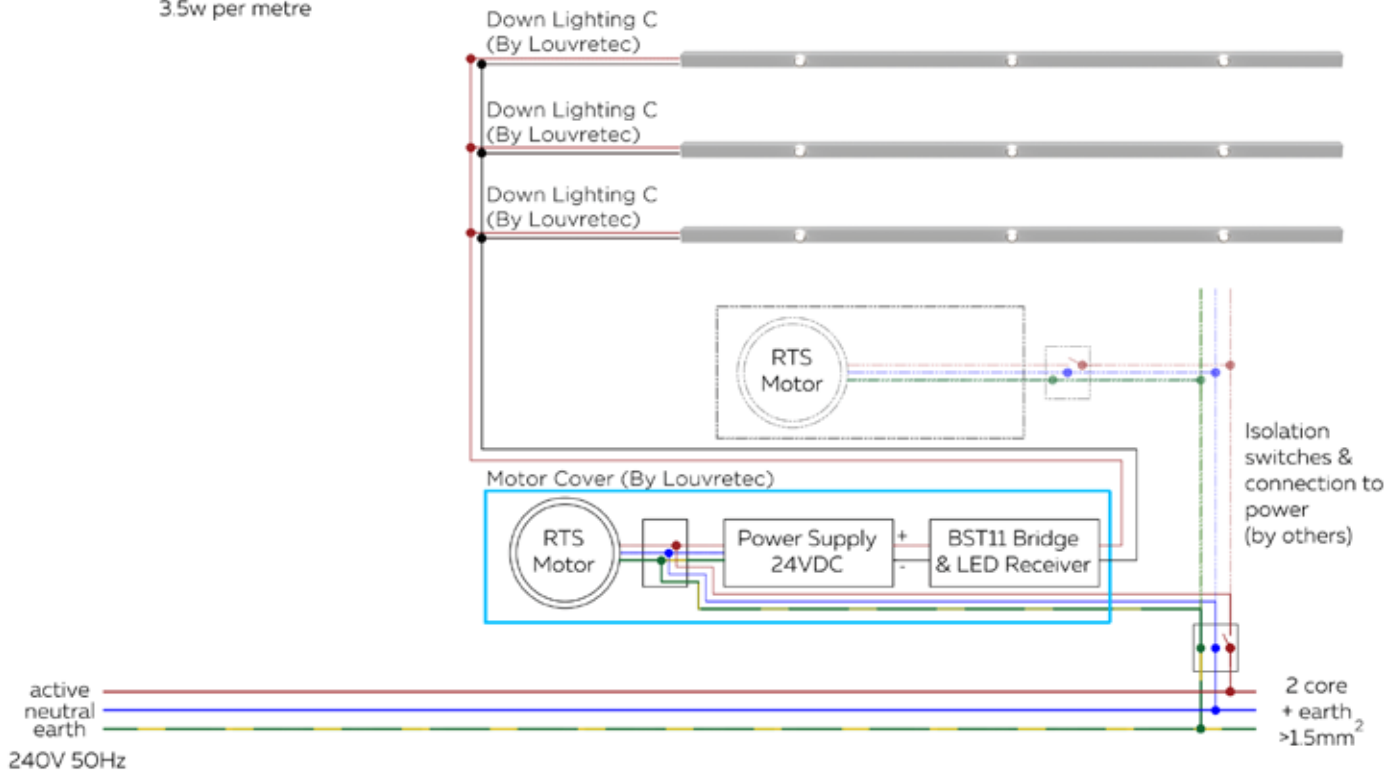 3.5w per metre
Down Lighting C
(By Louvretec)
Down Lighting C
(By Louvretec)
Down Lighting C
(By Louvretec)
RTS
Motor
Isolation
switches &
connection to
power
(by others)
Motor Cover (By Louvretec)
RTS
Motor
Power Supply
24VDC
+
-
BST11 Bridge
& LED Receiver
active
neutral
earth
240V 50Hz
2 core
+ earth
>1.5mm²